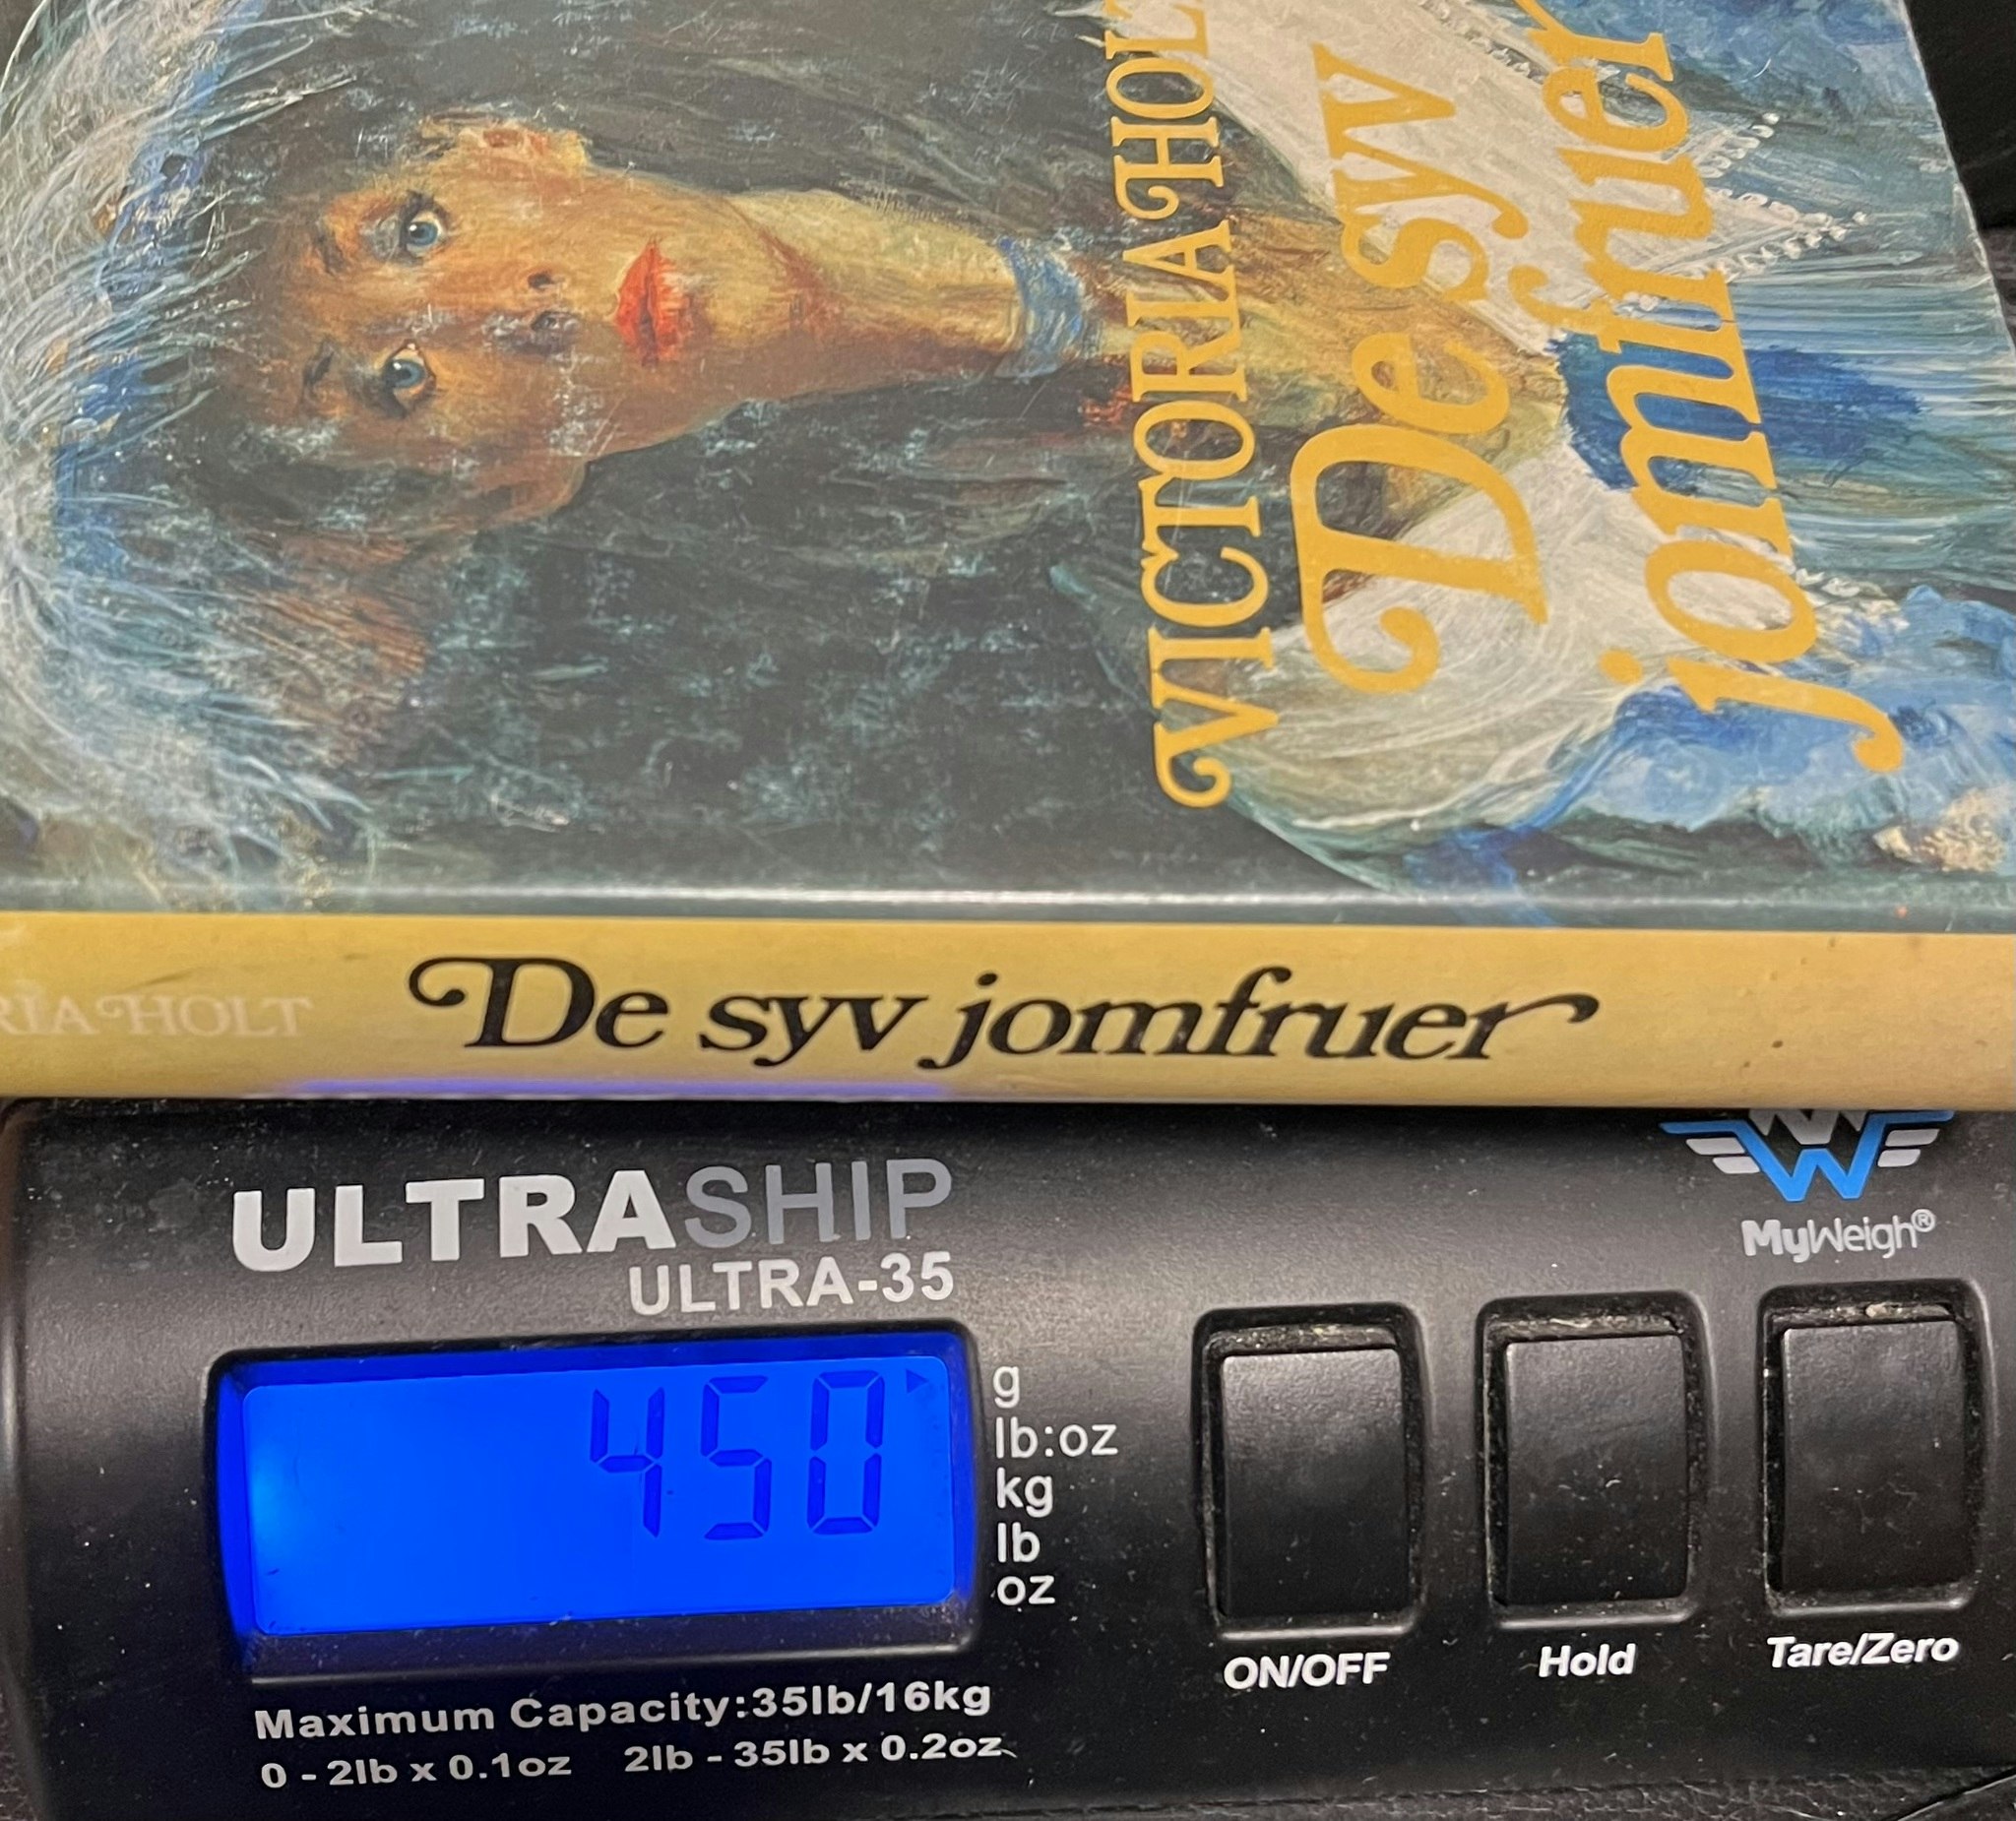 VICTORIA HOLT
De syv
jomfruer
RIA HOLT De syv jomfruer
ULTRASHIP
ULTRA-35
MyWeigh®
450
g
lb:oz
kg
lb
oz
ON/OFF
Hold
Tare/Zero
Maximum Capacity:35lb/16kg
0 - 2lb x 0.1oz 2lb - 35lb x 0.2oz